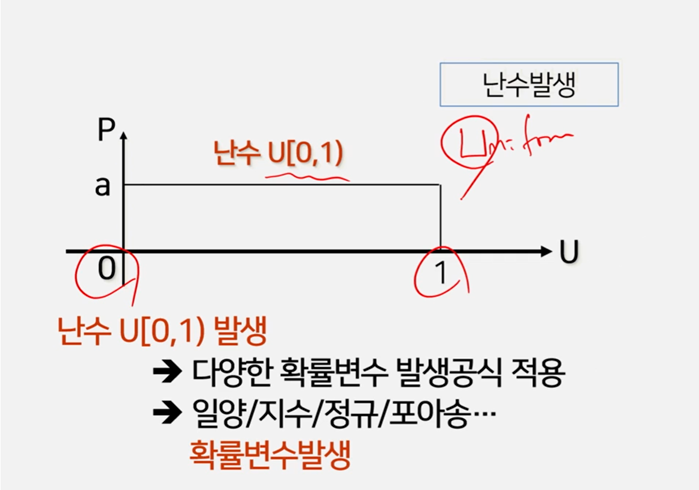 난수발생
Uniform
P
난수 U[0,1)
a
0
1
U
난수 U[0,1) 발생
➔ 다양한 확률변수 발생공식 적용
➔ 일양/지수/정규/포아송…
확률변수발생